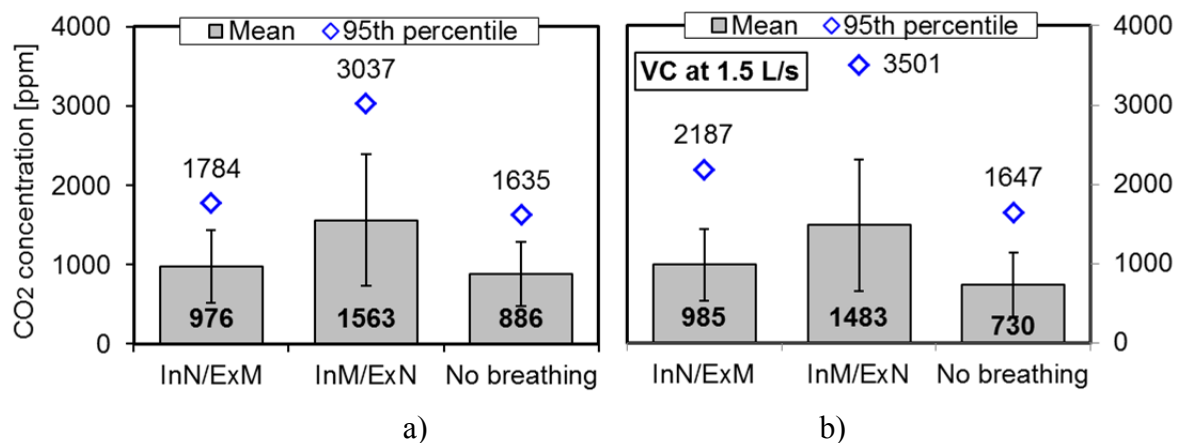 CO2 concentration [ppm]
4000
3000
2000
1000
0
Mean 95th percentile
3037
1784
1635
976
1563
886
InN/ExM InM/ExN No breathing
a)
Mean 95th percentile
VC at 1.5 L/s
3501
2187
1647
985
1483
730
InN/ExM InM/ExN No breathing
4000
3000
2000
1000
0
b)